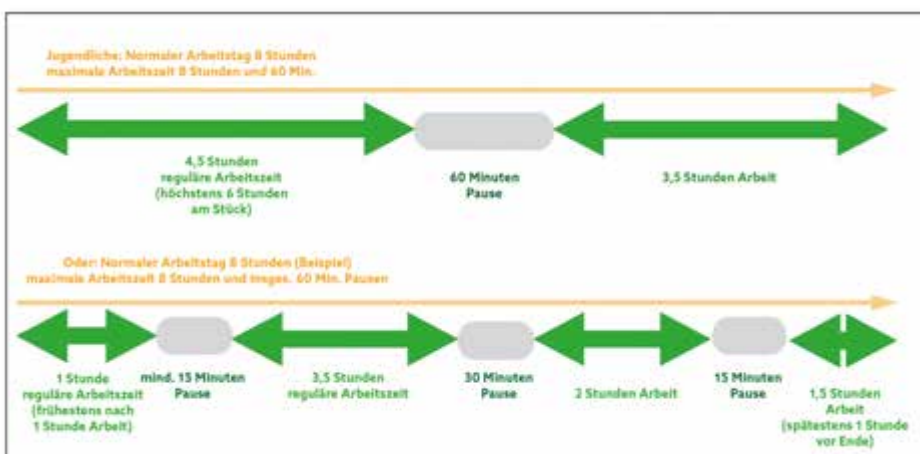 Jugendliche: Normaler Arbeitstag 8 Stunden
maximale Arbeitszeit 8 Stunden und 60 Min.
4,5 Stunden
reguläre Arbeitszeit
(höchstens 6 Stunden
am Stück)
60 Minuten
Pause
3,5 Stunden Arbeit
Oder: Normaler Arbeitstag 8 Stunden (Beispiel)
maximale Arbeitszeit 8 Stunden und insges. 60 Min. Pausen
1 Stunde
reguläre Arbeitszeit
(frühestens nach
1 Stunde Arbeit)
mind. 15 Minuten
Pause
3,5 Stunden
reguläre Arbeitszeit
30 Minuten
Pause
2 Stunden Arbeit
15 Minuten
Pause
1,5 Stunden
Arbeit
(spätestens 1 Stunde
vor Ende)